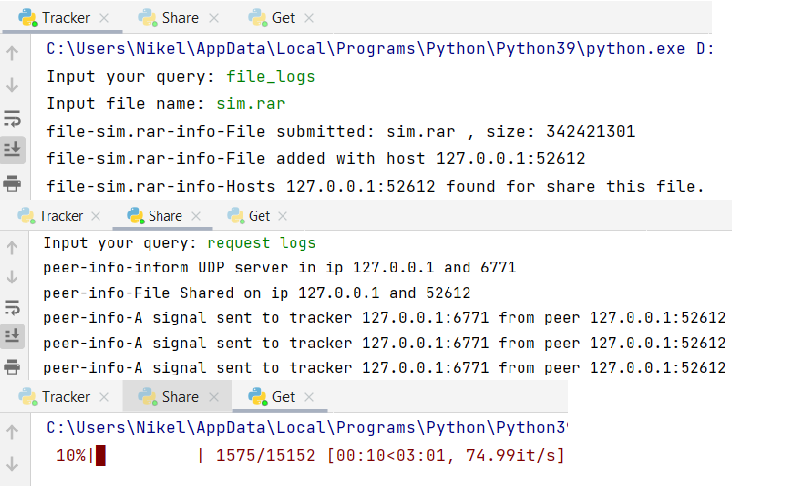 Tracker Share Get
C:\Users\Nikel\AppData\Local\Programs\Python\Python39\python.exe D:
Input your query: file_logs
Input file name: sim.rar
file-sim.rar-info-File submitted: sim.rar , size: 342421301
file-sim.rar-info-File added with host 127.0.0.1:52612
file-sim.rar-info-Hosts 127.0.0.1:52612 found for share this file.
Tracker Share Get
Input your query: request logs
peer-info-inform UDP server in ip 127.0.0.1 and 6771
peer-info-File Shared on ip 127.0.0.1 and 52612
peer-info-A signal sent to tracker 127.0.0.1:6771 from peer 127.0.0.1:52612
peer-info-A signal sent to tracker 127.0.0.1:6771 from peer 127.0.0.1:52612
peer-info-A signal sent to tracker 127.0.0.1:6771 from peer 127.0.0.1:52612
Tracker Share Get
C:\Users\Nikel\AppData\Local\Programs\Python\Python39
10%|█ | 1575/15152 [00:10<03:01, 74.99it/s]